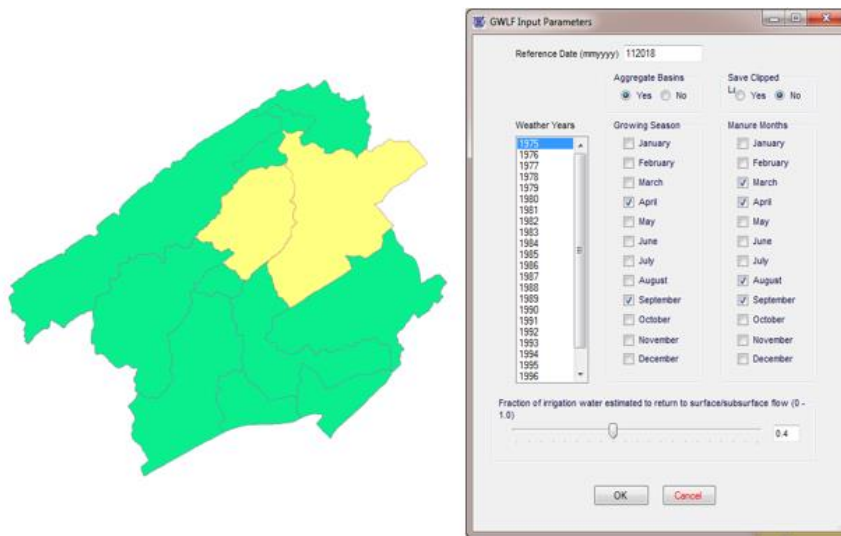 GWLF Input Parameters
Reference Date (mmyyyy) 112018
Aggregate Basins
Yes No
Save Clipped
Yes No
Weather Years
1975
1976
1977
1978
1979
1980
1981
1982
1983
1984
1985
1986
1987
1988
1989
1990
1991
1992
1993
1994
1995
1996
Growing Season
January
February
March
April
May
June
July
August
September
October
November
December
Manure Months
January
February
March
April
May
June
July
August
September
October
November
December
Fraction of irrigation water estimated to return to surface/subsurface flow (0 -
1.0)
0.4
OK Cancel